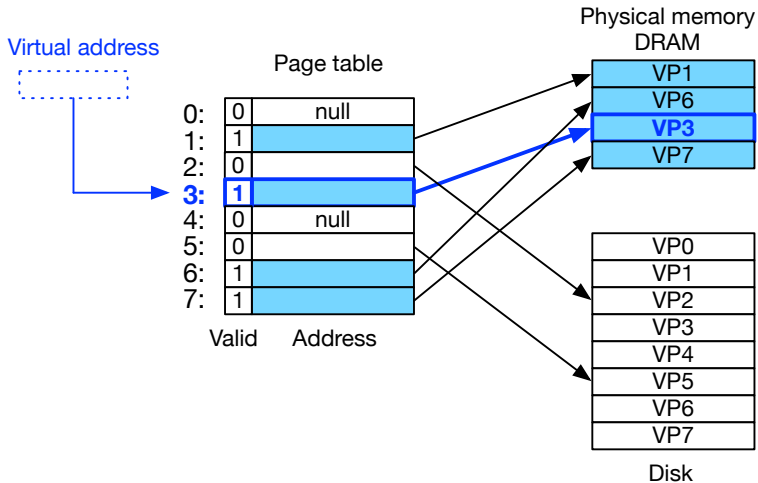 Physical memory
DRAM
Virtual address
Page table
0: 0 null
1: 1
2: 0
3: 1
4: 0 null
5: 0
6: 1
7: 1
Valid Address
VP1
VP6
VP3
VP7
VP0
VP1
VP2
VP3
VP4
VP5
VP6
VP7
Disk